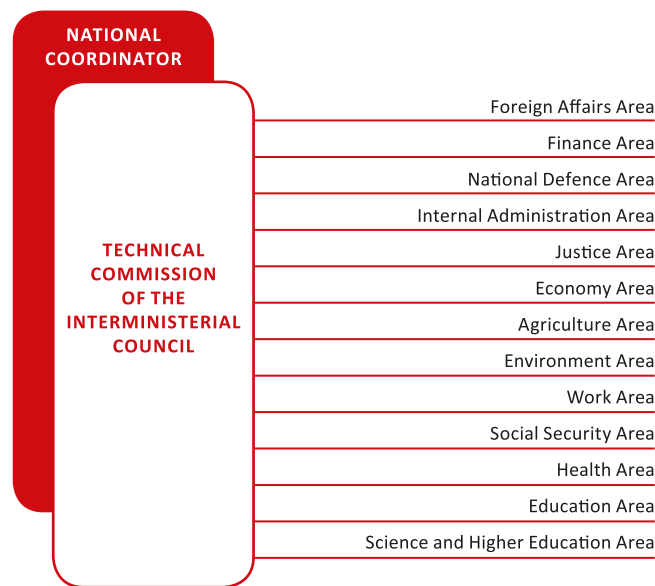 NATIONAL
COORDINATOR
TECHNICAL
COMMISSION
OF THE
INTERMINISTERIAL
COUNCIL
Foreign Affairs Area
Finance Area
National Defence Area
Internal Administration Area
Justice Area
Economy Area
Agriculture Area
Environment Area
Work Area
Social Security Area
Health Area
Education Area
Science and Higher Education Area